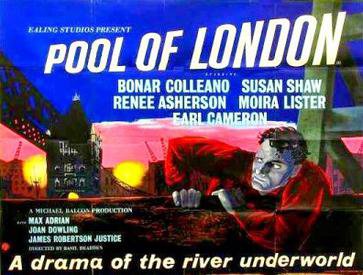 EALING STUDIOS PRESENT
POOL OF LONDON
STARRING
BONAR COLLEANO SUSAN SHAW
RENEE ASHERSON MOIRA LISTER
EARL CAMERON
A MICHAEL BALCON PRODUCTION
WITH MAX ADRIAN
JOAN DOWLING
JAMES ROBERTSON JUSTICE
DIRECTED BY BASIL DEARDEN
A drama of the river underworld